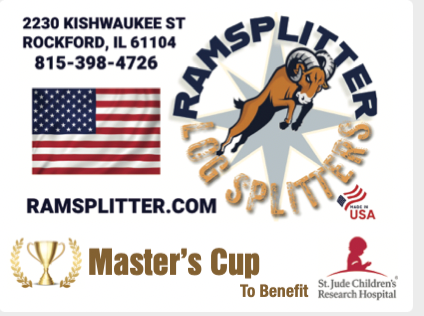 2230 KISHWAUKEE ST
ROCKFORD, IL 61104
815-398-4726
RAMSPLITTER
LOG SPLITTERS
MADE IN
USA
RAMSPLITTER.COM
Master's Cup
To Benefit
St. Jude Children's®
Research Hospital